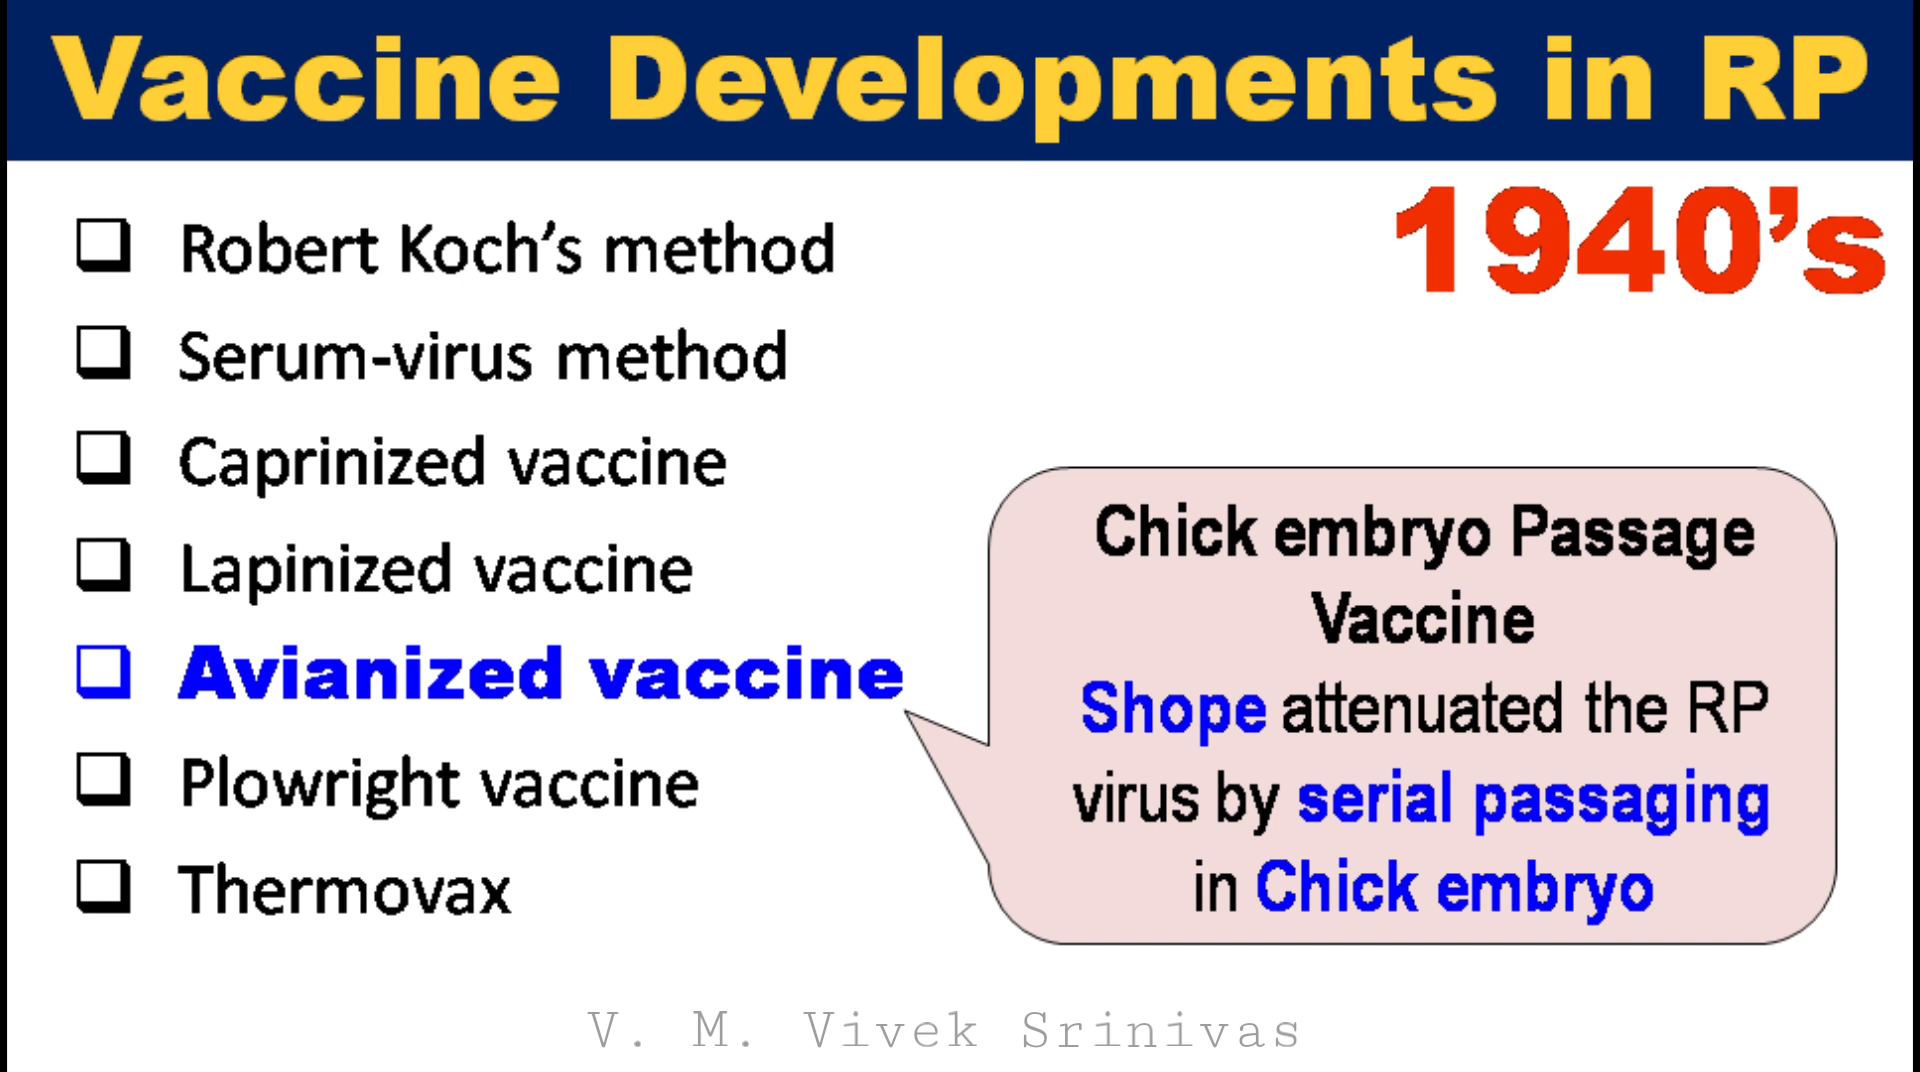 Vaccine Developments in RP
1940’s
❑ Robert Koch’s method
❑ Serum-virus method
❑ Caprinized vaccine
❑ Lapinized vaccine
❑ Avianized vaccine
❑ Plowright vaccine
❑ Thermovax
Chick embryo Passage
Vaccine
Shope attenuated the RP
virus by serial passaging
in Chick embryo
V. M. Vivek Srinivas